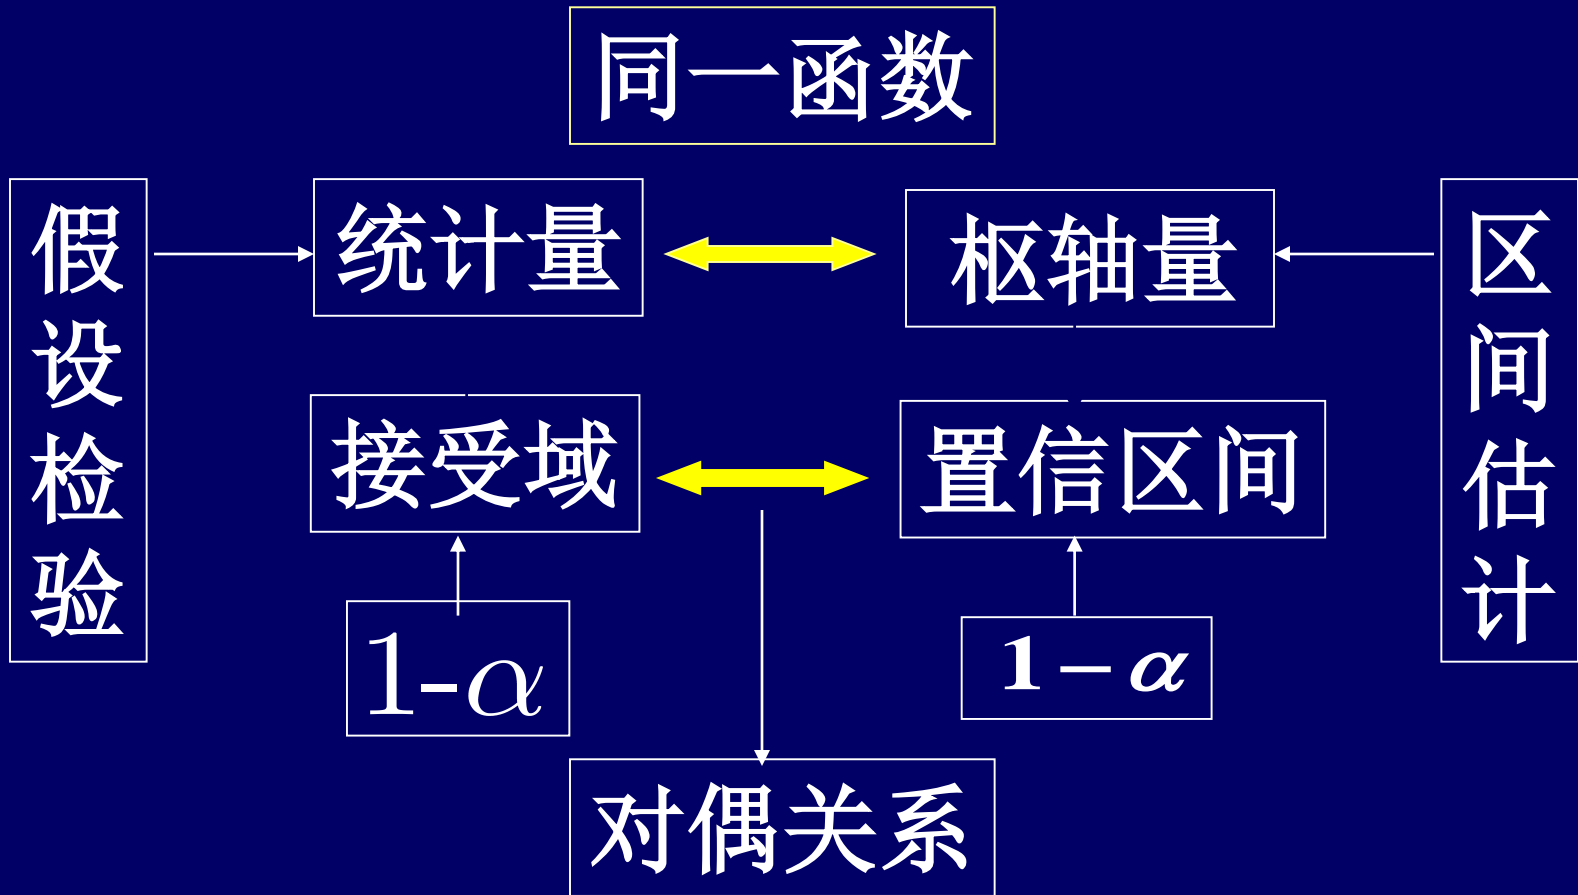 同一函数
假设检验
统计量
枢轴量
区间估计
接受域
置信区间
1-α
1-α
对偶关系